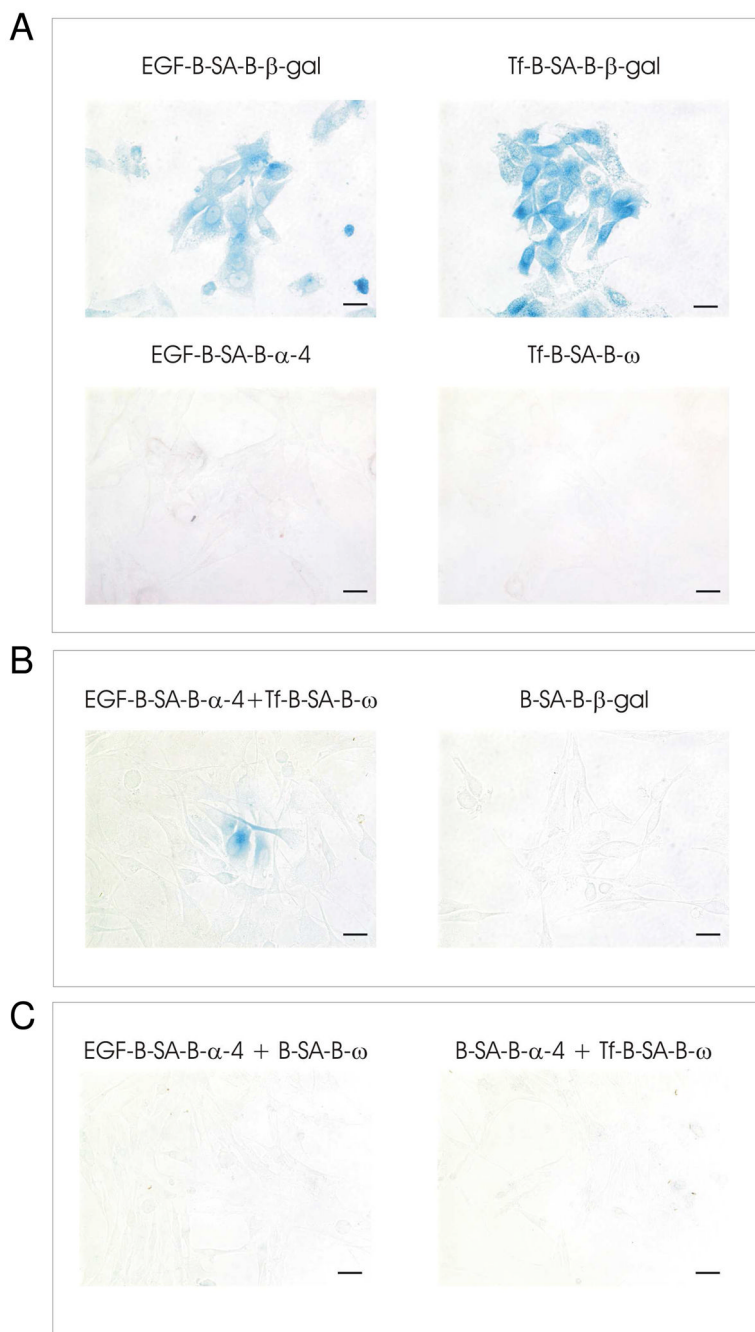 A
EGF-B-SA-B-β-gal Tf-B-SA-B-β-gal
EGF-B-SA-B-α-4 Tf-B-SA-B-ω
B
EGF-B-SA-B-α-4+Tf-B-SA-B-ω B-SA-B-β-gal
C
EGF-B-SA-B-α-4 + B-SA-B-ω B-SA-B-α-4 + Tf-B-SA-B-ω